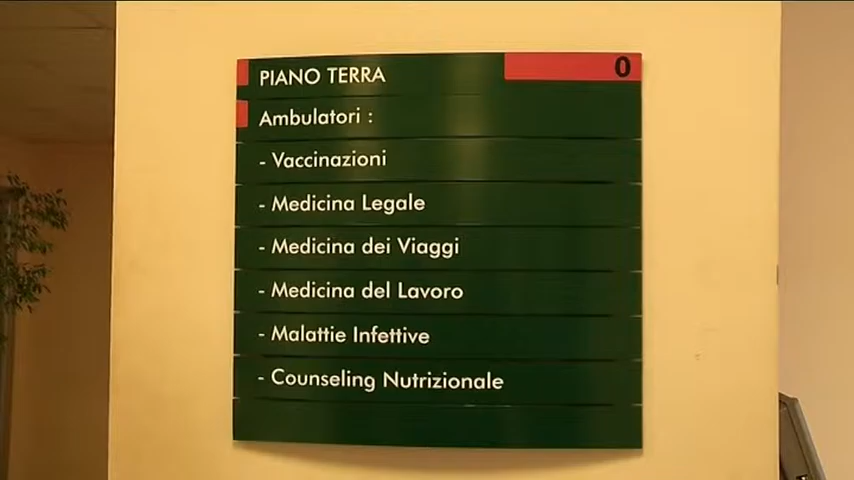 PIANO TERRA 0
Ambulatori :
- Vaccinazioni
- Medicina Legale
- Medicina dei Viaggi
- Medicina del Lavoro
- Malattie Infettive
- Counseling Nutrizionale